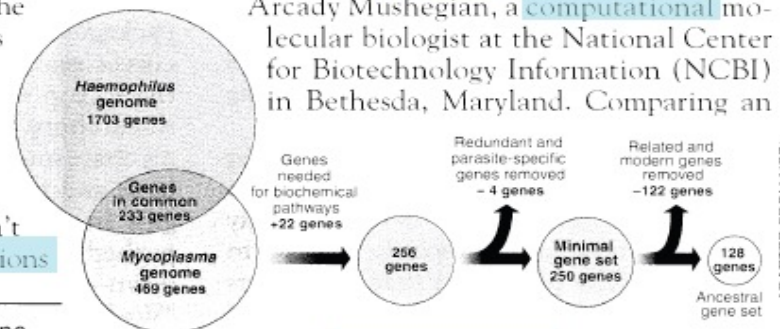 he
s
Arcady Mushegian, a computational mo-
lecular biologist at the National Center
for Biotechnology Information (NCBI)
in Bethesda, Maryland. Comparing an
Haemophilus
genome
1703 genes
Genes
in common
233 genes
Mycoplasma
genome
469 genes
n't
ions
Genes
needed
for biochemical
pathways
+22 genes
256
genes
Redundant and
parasite-specific
genes removed
– 4 genes
Minimal
gene set
250 genes
Related and
modern genes
removed
–122 genes
128
genes
Ancestral
gene set